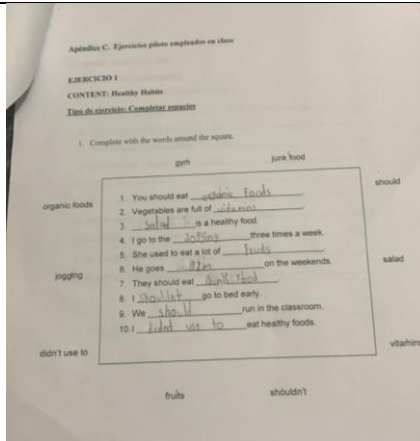 Apéndice C. Ejercicios piloto empleados en clase
EJERCICIO 1
CONTENT: Healthy Habits
Tipo de ejercicio: Completar espacios
1. Complete with the words around the square.
gym
junk food
should
organic foods
1. You should eat organic foods.
2. Vegetables are full of vitamins.
3. Salad is a healthy food.
4. I go to the jogging three times a week.
5. She used to eat a lot of fruits.
6. He goes gym on the weekends.
7. They should eat junk food.
8. I go to bed early.
9. We should run in the classroom.
10. I use to eat healthy foods.
jogging
salad
didn't use to
vitamins
fruits
shouldn't